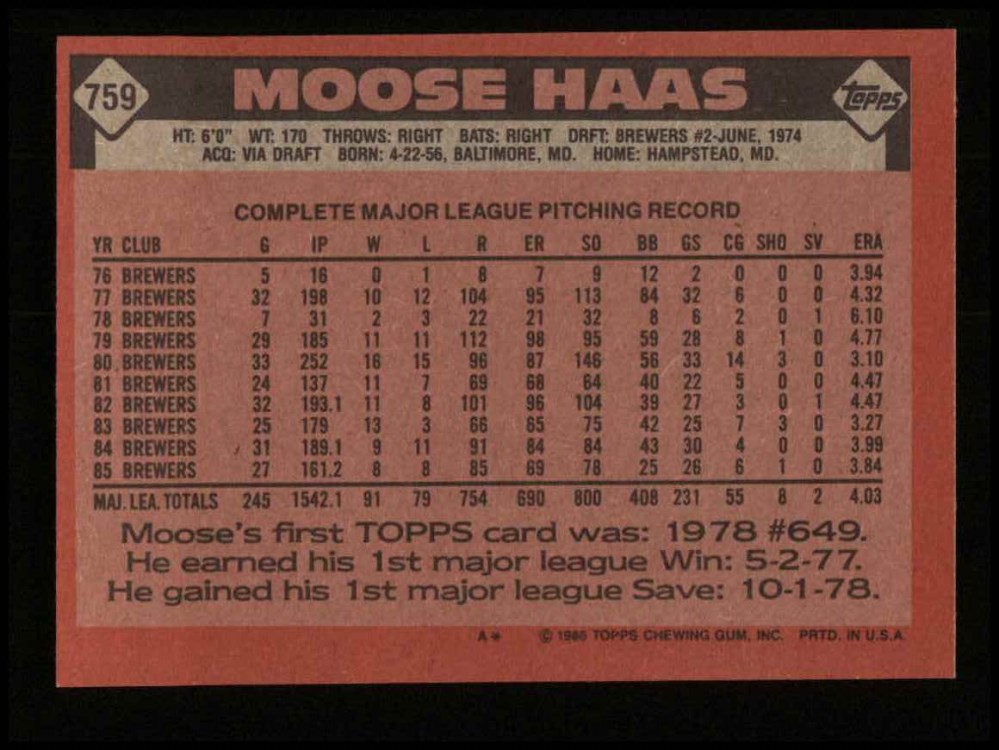 759 MOOSE HAAS topps
HT: 6'0" WT: 170 THROWS: RIGHT BATS: RIGHT DRFT: BREWERS #2-JUNE, 1974
ACQ: VIA DRAFT BORN: 4-22-56, BALTIMORE, MD. HOME: HAMPSTEAD, MD.
COMPLETE MAJOR LEAGUE PITCHING RECORD
YR CLUB G IP W L R ER SO BB GS CG SHO SV ERA
76 BREWERS 5 16 0 1 8 7 9 12 2 0 0 0 3.94
77 BREWERS 32 198 10 12 104 95 113 84 32 6 0 0 4.32
78 BREWERS 7 31 2 3 22 21 32 8 6 2 0 1 6.10
79 BREWERS 29 185 11 11 112 98 95 59 28 8 1 0 4.77
80 BREWERS 33 252 16 15 96 87 146 56 33 14 3 0 3.10
81 BREWERS 24 137 11 7 69 68 64 40 22 5 0 0 4.47
82 BREWERS 32 193.1 11 8 101 96 104 39 27 3 0 1 4.47
83 BREWERS 25 179 13 3 66 65 75 42 25 7 3 0 3.27
84 BREWERS 31 189.1 9 11 91 84 84 43 30 4 0 0 3.99
85 BREWERS 27 161.2 8 8 85 69 78 25 26 6 1 0 3.84
MAJ. LEA. TOTALS 245 1542.1 91 79 754 690 800 408 231 55 8 2 4.03
Moose's first TOPPS card was: 1978 #649.
He earned his 1st major league Win: 5-2-77.
He gained his 1st major league Save: 10-1-78.
A* © 1986 TOPPS CHEWING GUM, INC. PRTD. IN U.S.A.